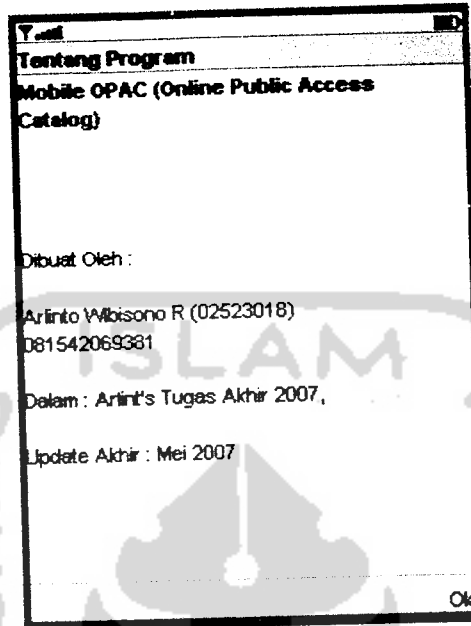 Tentang Program
Mobile OPAC (Online Public Access
Catalog)
Dibuat Oleh :
Arlinto Wibisono R (02523018)
081542069381
Dalam : Arlint's Tugas Akhir 2007,
Update Akhir : Mei 2007
ISLAM
Ok